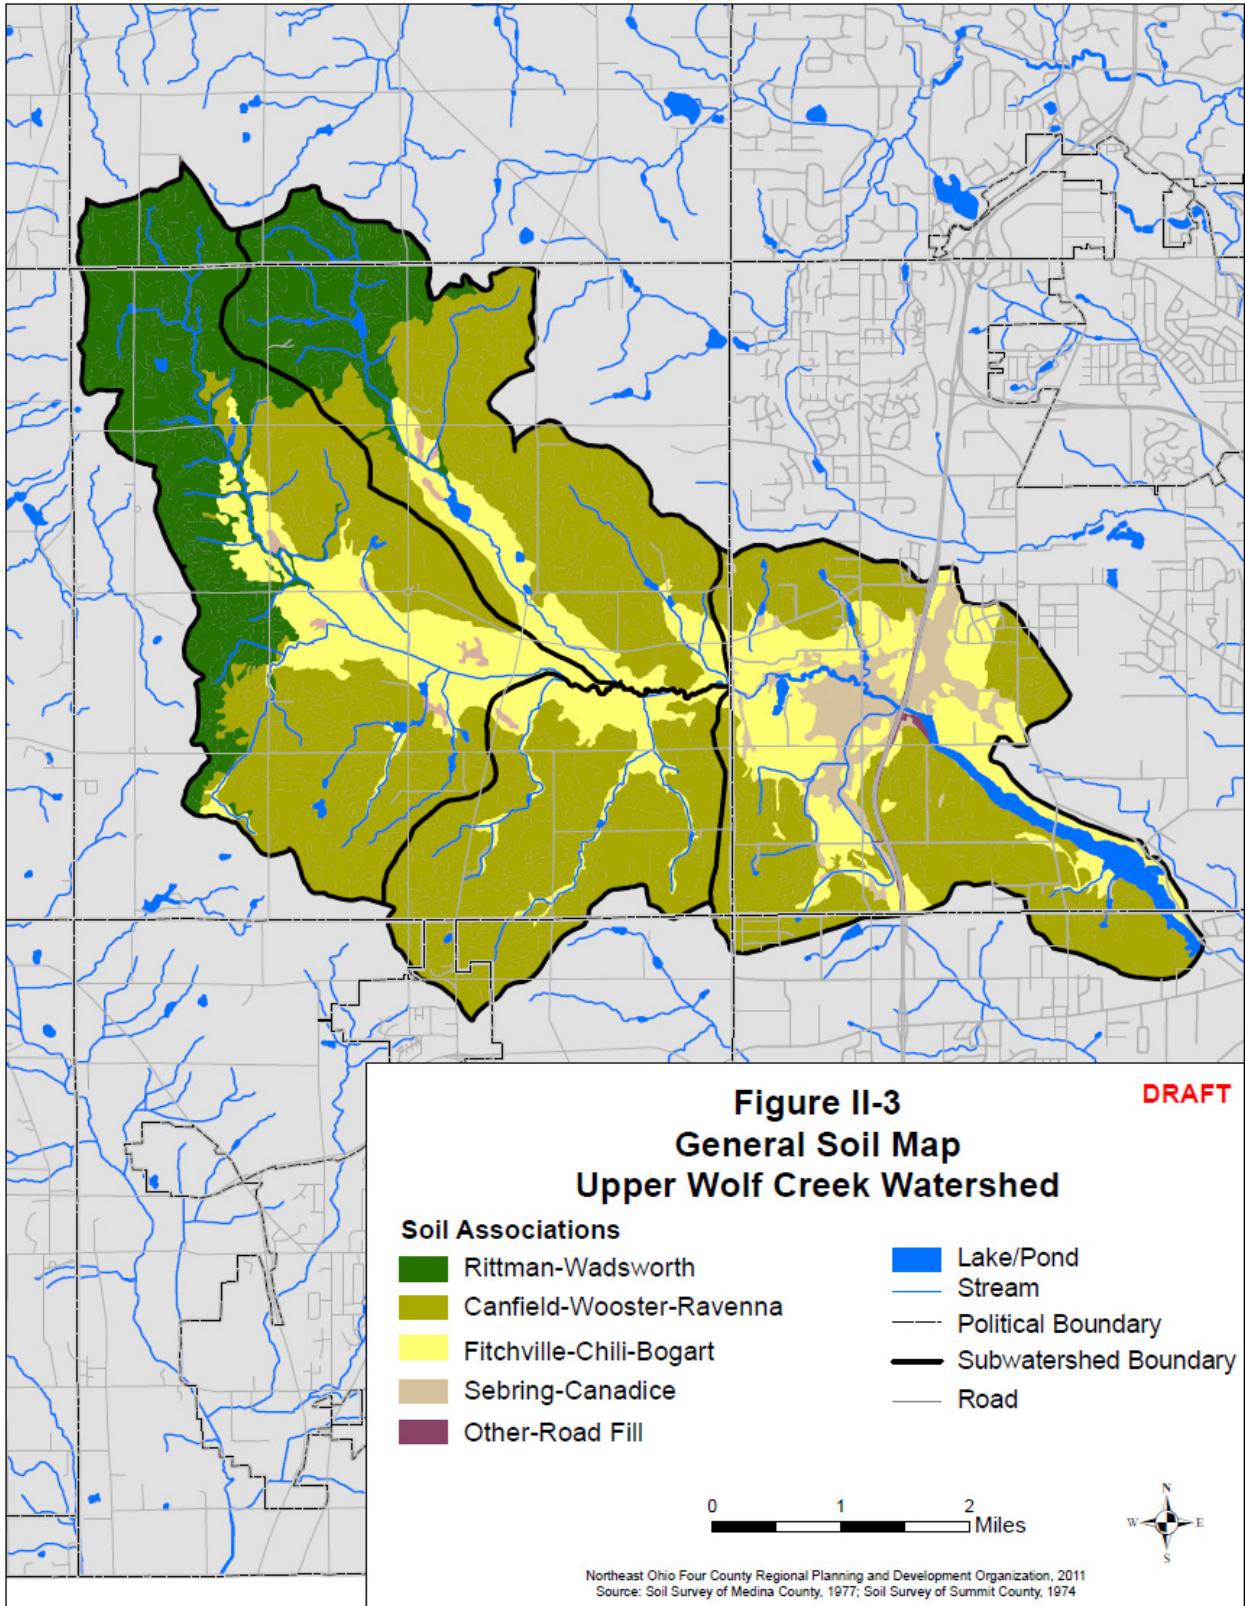 Figure II-3
DRAFT
General Soil Map
Upper Wolf Creek Watershed
Soil Associations
Rittman-Wadsworth
Canfield-Wooster-Ravenna
Fitchville-Chili-Bogart
Sebring-Canadice
Other-Road Fill
Lake/Pond
Stream
Political Boundary
Subwatershed Boundary
Road
0 1 2
Miles
N
W E
S
Northeast Ohio Four County Regional Planning and Development Organization, 2011
Source: Soil Survey of Medina County, 1977; Soil Survey of Summit County, 1974